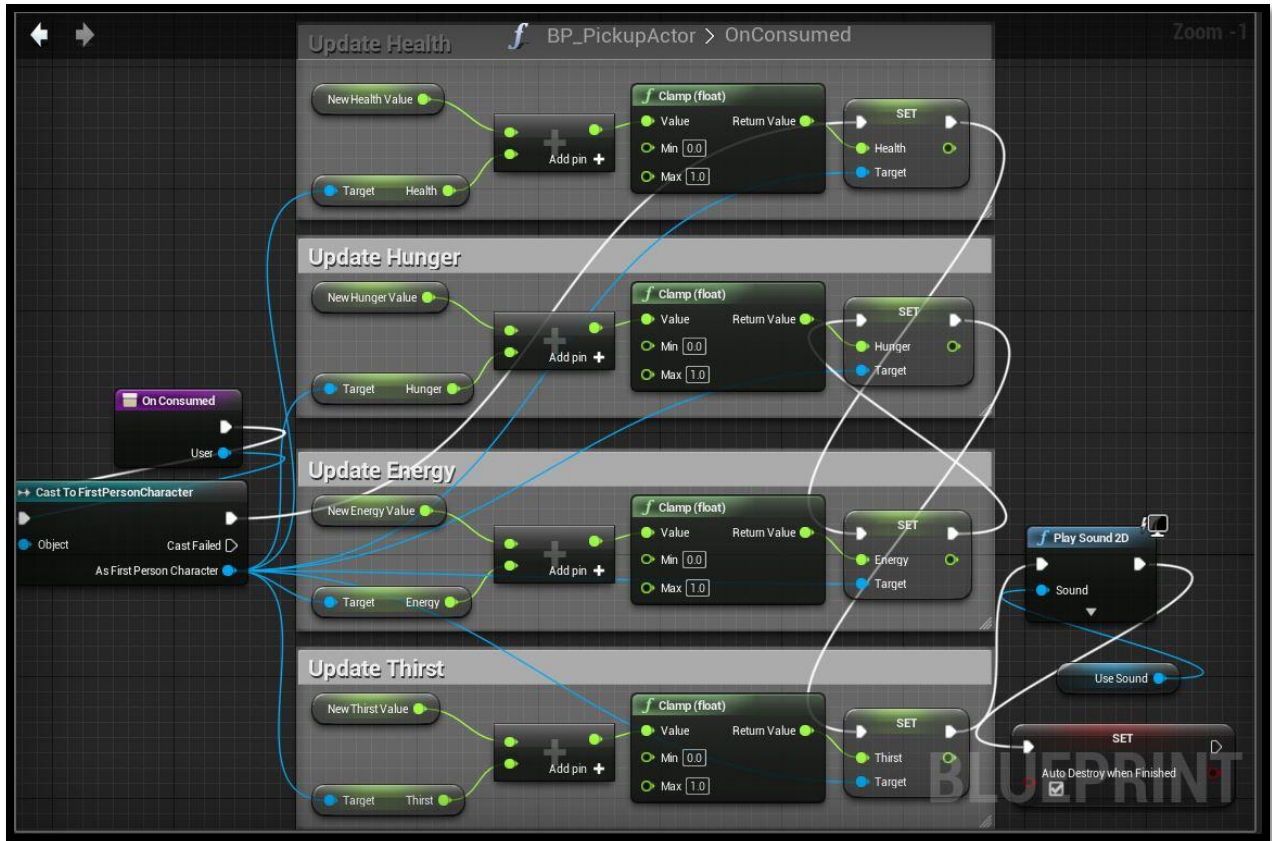 BP_PickupActor > OnConsumed
Zoom -1
Update Health
New Health Value
Target Health
Add pin
f Clamp (float)
Value Return Value
Min 0.0
Max 1.0
SET
Health
Target
Update Hunger
New Hunger Value
Target Hunger
Add pin
f Clamp (float)
Value Return Value
Min 0.0
Max 1.0
SET
Hunger
Target
On Consumed
User
Cast To FirstPersonCharacter
Object Cast Failed
As First Person Character
Update Energy
New Energy Value
Target Energy
Add pin
f Clamp (float)
Value Return Value
Min 0.0
Max 1.0
SET
Energy
Target
f Play Sound 2D
Sound
Use Sound
Update Thirst
New Thirst Value
Target Thirst
Add pin
f Clamp (float)
Value Return Value
Min 0.0
Max 1.0
SET
Thirst
Target
SET
Auto Destroy when Finished
BLUEPRINT